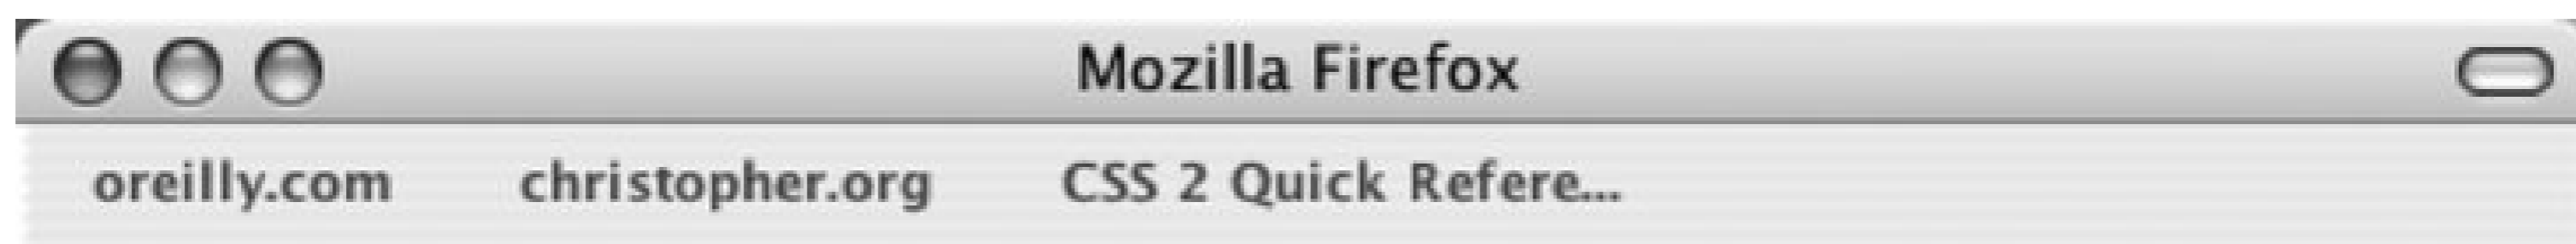 Mozilla Firefox
oreilly.com christopher.org CSS 2 Quick Refere...